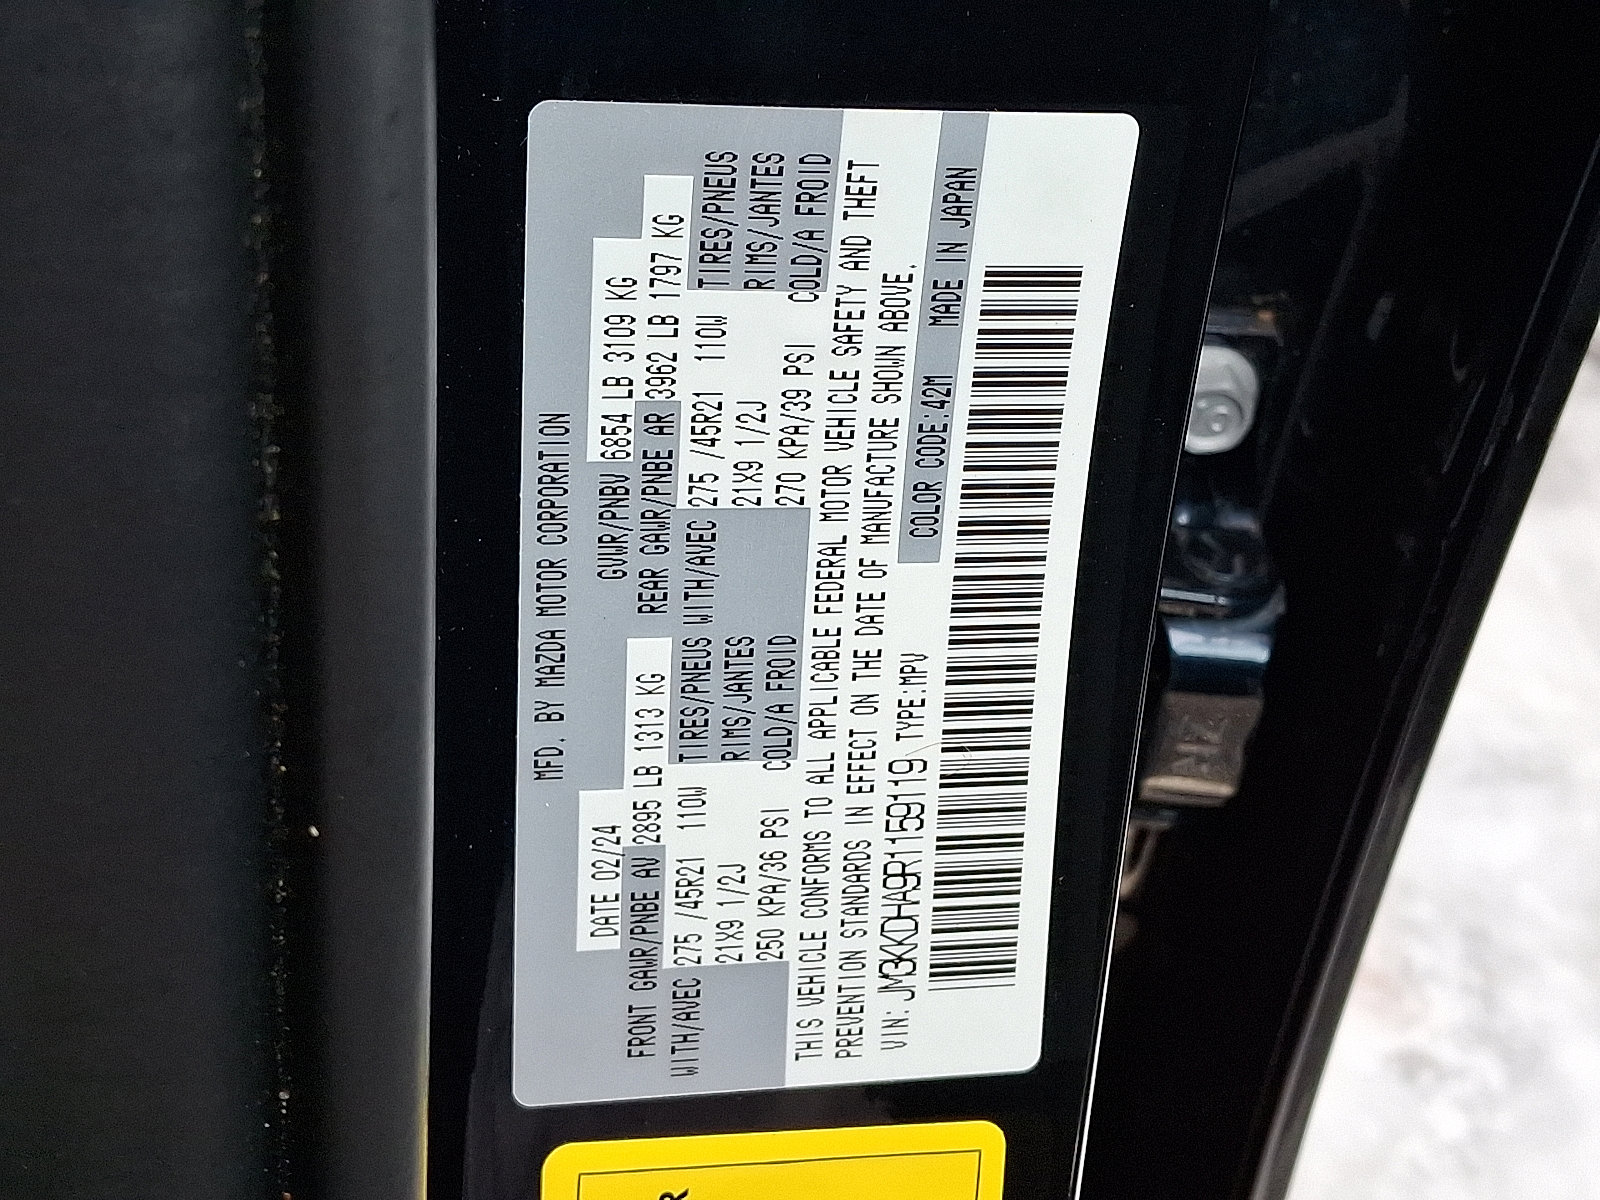 MFD. BY MAZDA MOTOR CORPORATION
DATE 02/24 GVWR/PNBV 6854 LB 3109 KG
FRONT GAWR/PNBE AV 2895 LB 1313 KG REAR GAWR/PNBE AR 3962 LB 1797 KG
WITH/AVEC 275 /45R21 110W TIRES/PNEUS WITH/AVEC 275 /45R21 110W TIRES/PNEUS
21X9 1/2J RIMS/JANTES 21X9 1/2J RIMS/JANTES
250 KPA/36 PSI COLD/A FROID 270 KPA/39 PSI COLD/A FROID
THIS VEHICLE CONFORMS TO ALL APPLICABLE FEDERAL MOTOR VEHICLE SAFETY AND THEFT
PREVENTION STANDARDS IN EFFECT ON THE DATE OF MANUFACTURE SHOWN ABOVE.
VIN: JM3KKDHA9R1159119 TYPE:MPV COLOR CODE:42M MADE IN JAPAN
R